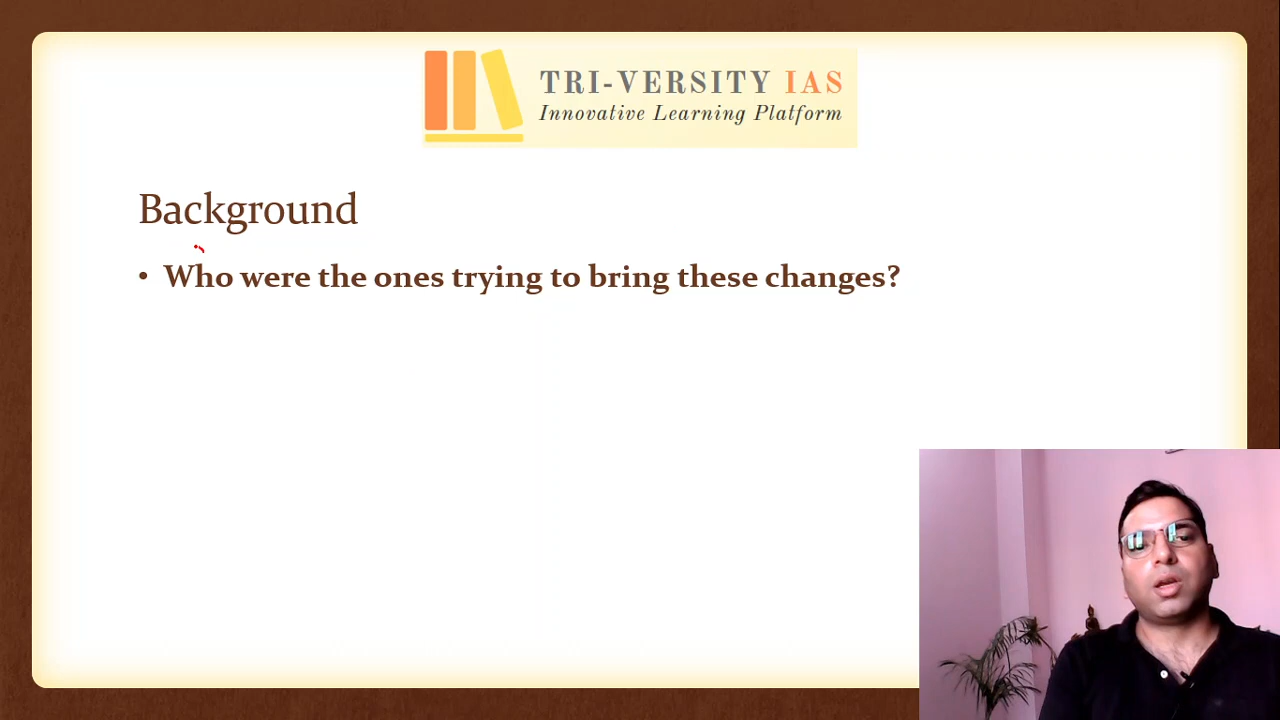 TRI-VERSITY IAS
Innovative Learning Platform
Background
• Who were the ones trying to bring these changes?